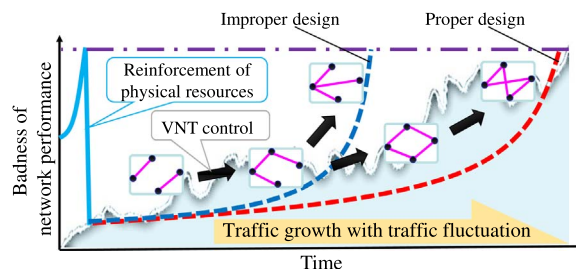 Improper design
Proper design
Reinforcement of
physical resources
VNT control
Badness of
network performance
Traffic growth with traffic fluctuation
Time